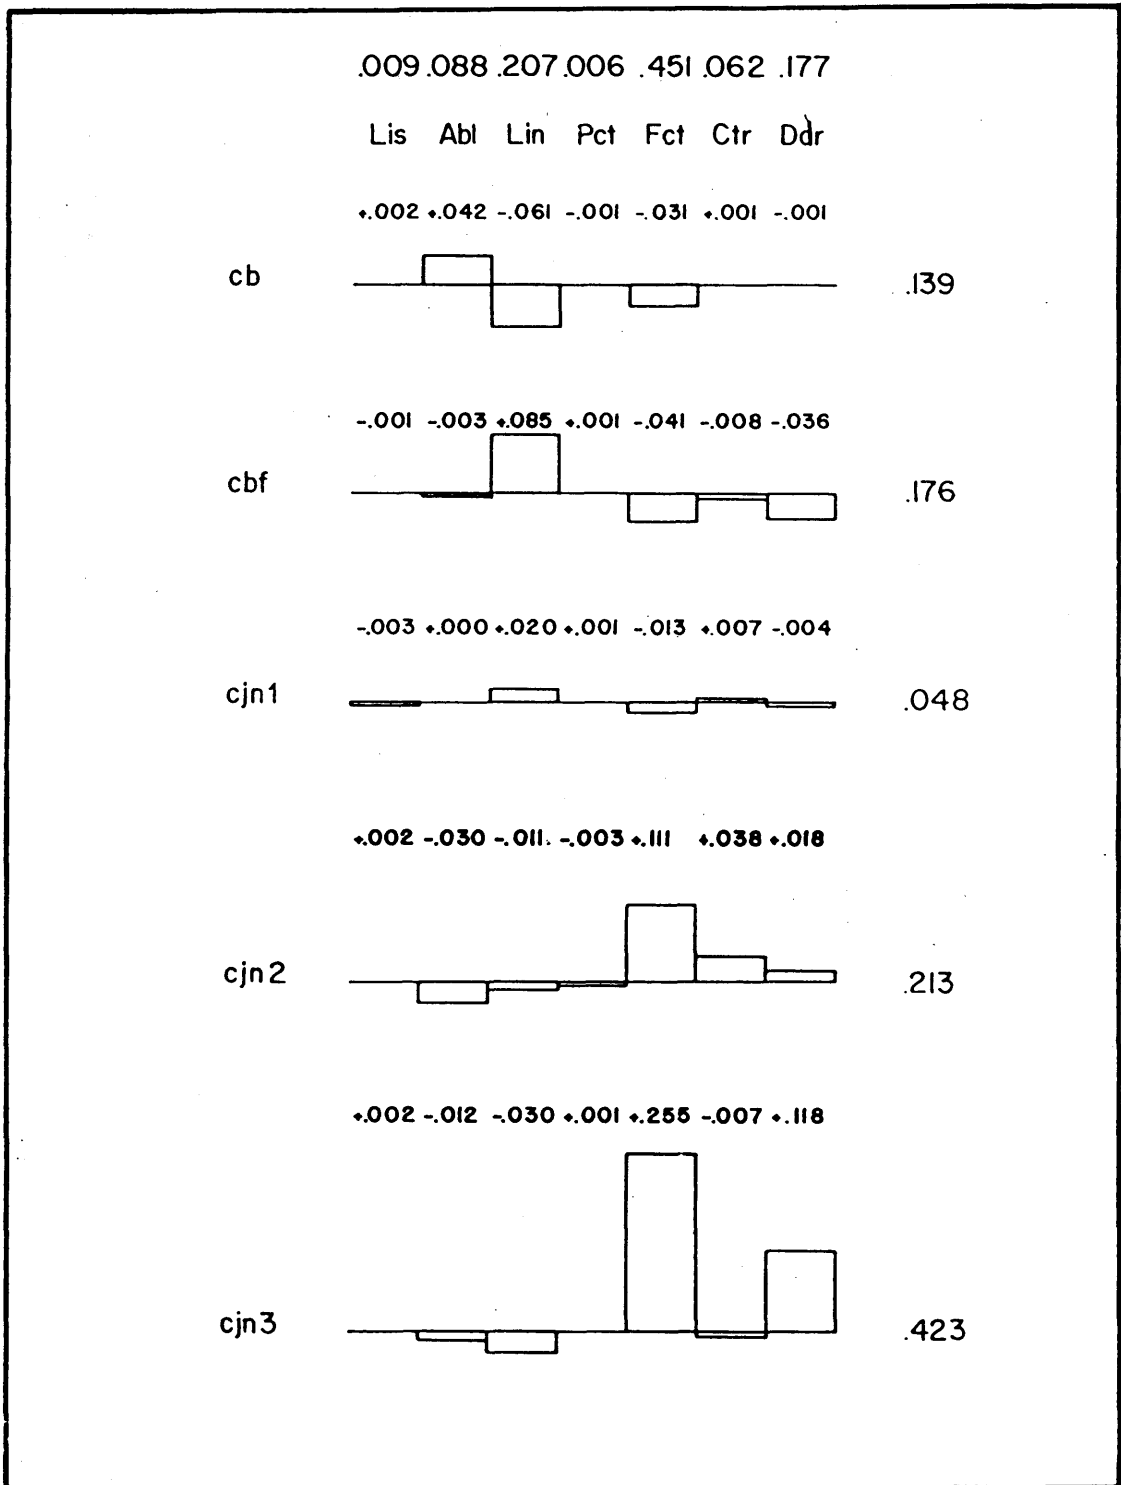 .009 .088 .207 .006 .451 .062 .177
Lis Abl Lin Pct Fct Ctr Ddr
+.002 +.042 -.061 -.001 -.031 +.001 -.001
cb .139
-.001 -.003 +.085 +.001 -.041 -.008 -.036
cbf .176
-.003 +.000 +.020 +.001 -.013 +.007 -.004
cjn1 .048
+.002 -.030 -.011 -.003 +.111 +.038 +.018
cjn2 .213
+.002 -.012 -.030 +.001 +.255 -.007 +.118
cjn3 .423